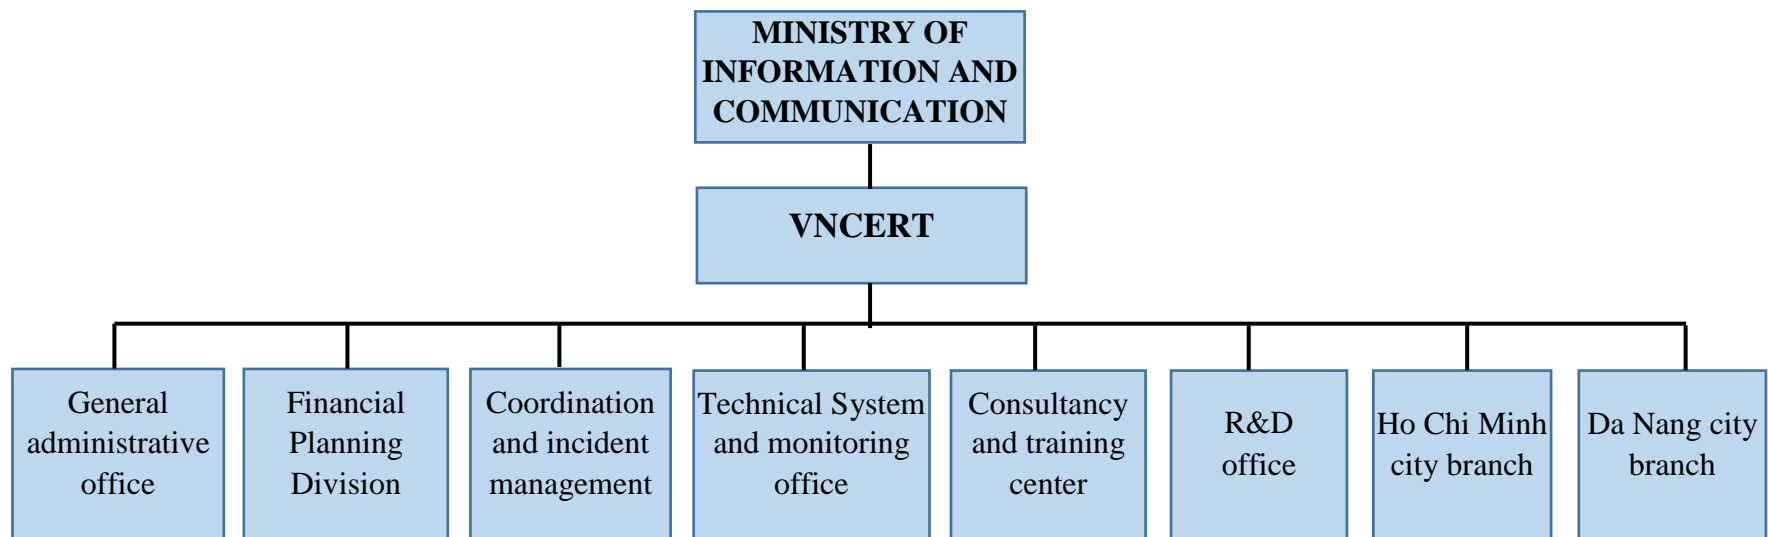 MINISTRY OF
INFORMATION AND
COMMUNICATION
VNCERT
General
administrative
office
Financial
Planning
Division
Coordination
and incident
management
Technical System
and monitoring
office
Consultancy
and training
center
R&D
office
Ho Chi Minh
city branch
Da Nang city
branch